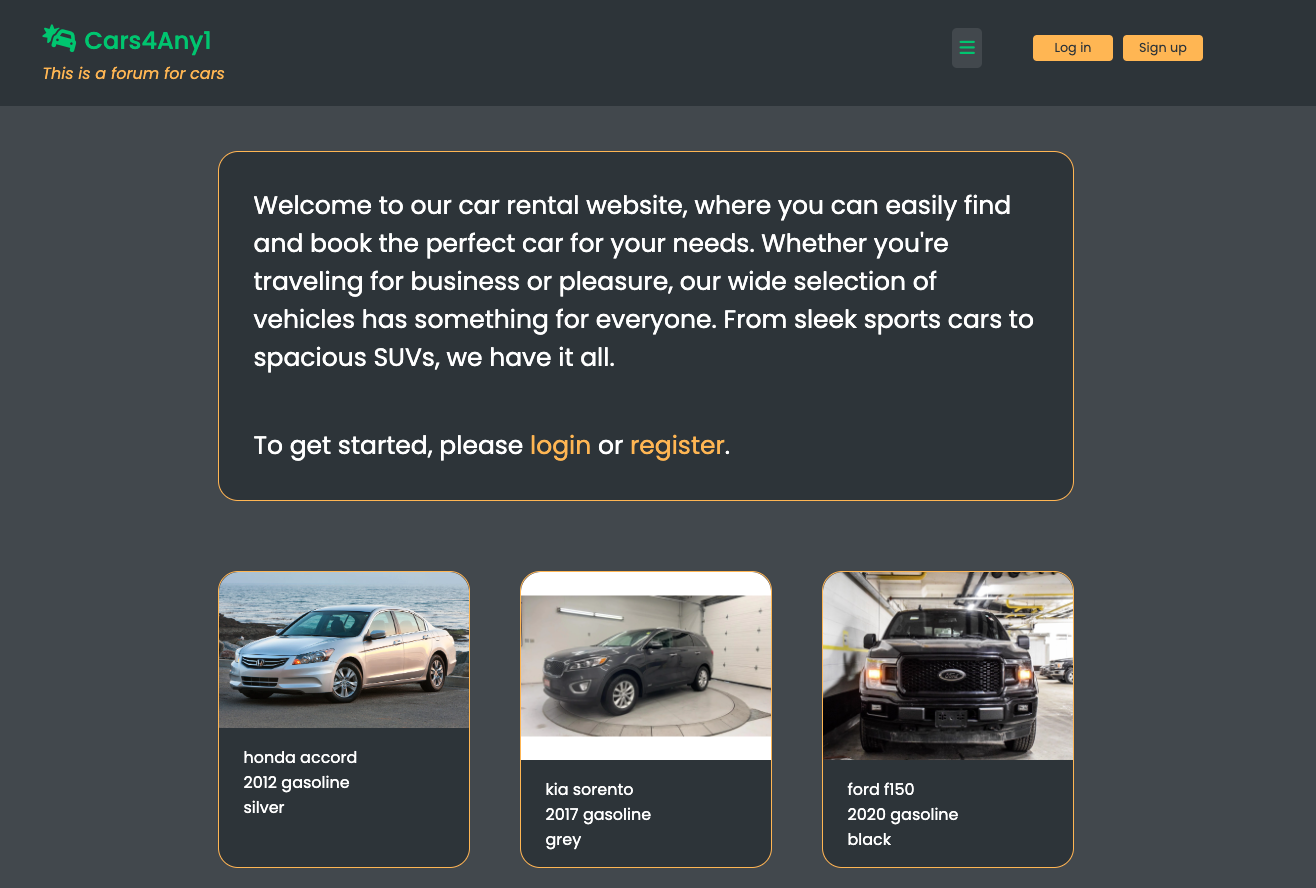 Cars4Any1
This is a forum for cars
Log in
Sign up
Welcome to our car rental website, where you can easily find
and book the perfect car for your needs. Whether you're
traveling for business or pleasure, our wide selection of
vehicles has something for everyone. From sleek sports cars to
spacious SUVs, we have it all.
To get started, please login or register.
honda accord
2012 gasoline
silver
kia sorento
2017 gasoline
grey
ford f150
2020 gasoline
black